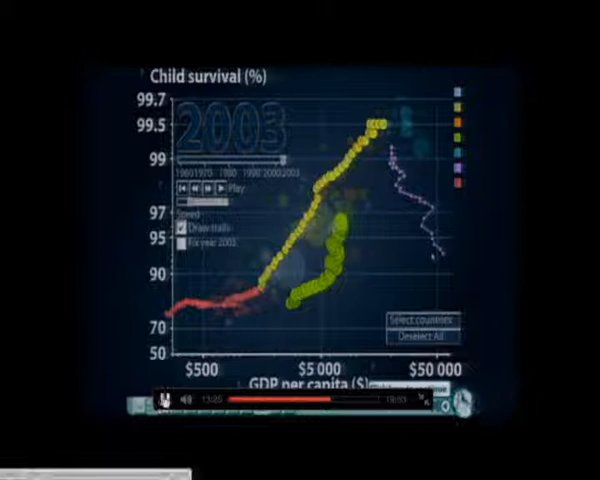 Child survival (%)
99.7
99.5
99
97
95
90
70
50
2003
1960 1970 1980 1990 2000 2003
Play
Speed
Draw trails
Fix year 2003
Select countries
Deselect All
$500 $5 000 $50 000
GDP per capita ($)